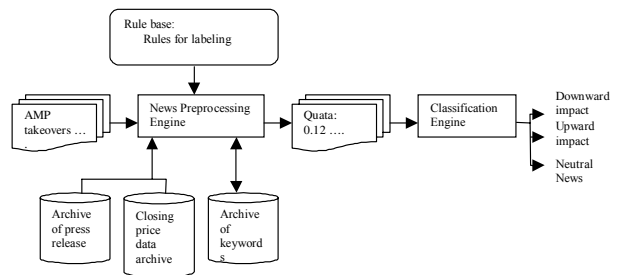 Rule base:
Rules for labeling
AMP
takeovers …
.
News Preprocessing
Engine
Quata:
0.12 ….
Classification
Engine
Downward
impact
Upward
impact
Neutral
News
Archive
of press
release
Closing
price
data
archive
Archive
of
keyword
s